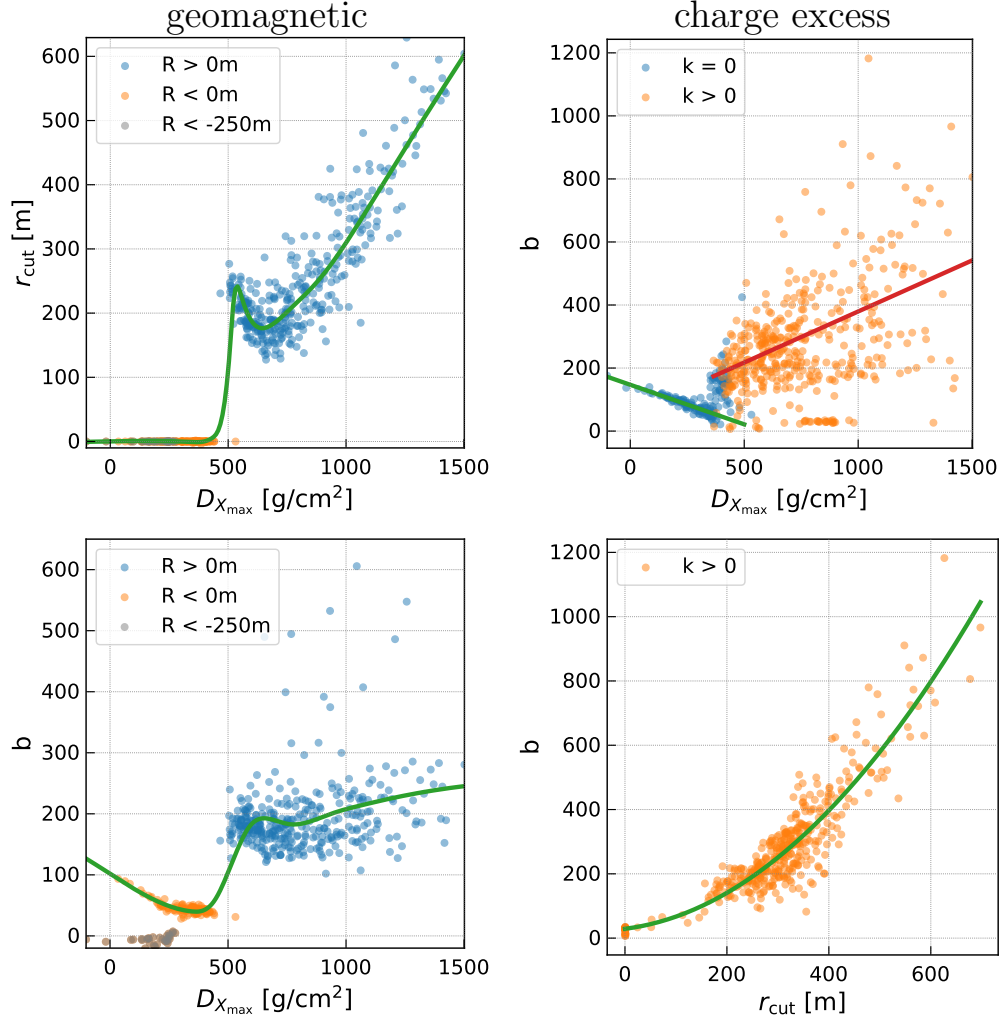 geomagnetic
charge excess
600
500
400
300
200
100
0
r_cut [m]
R > 0m
R < 0m
R < -250m
0 500 1000 1500
D_Xmax [g/cm²]
1200
1000
800
600
400
200
0
b
k = 0
k > 0
0 500 1000 1500
D_Xmax [g/cm²]
600
500
400
300
200
100
0
b
R > 0m
R < 0m
R < -250m
0 500 1000 1500
D_Xmax [g/cm²]
1200
1000
800
600
400
200
0
b
k > 0
0 200 400 600
r_cut [m]